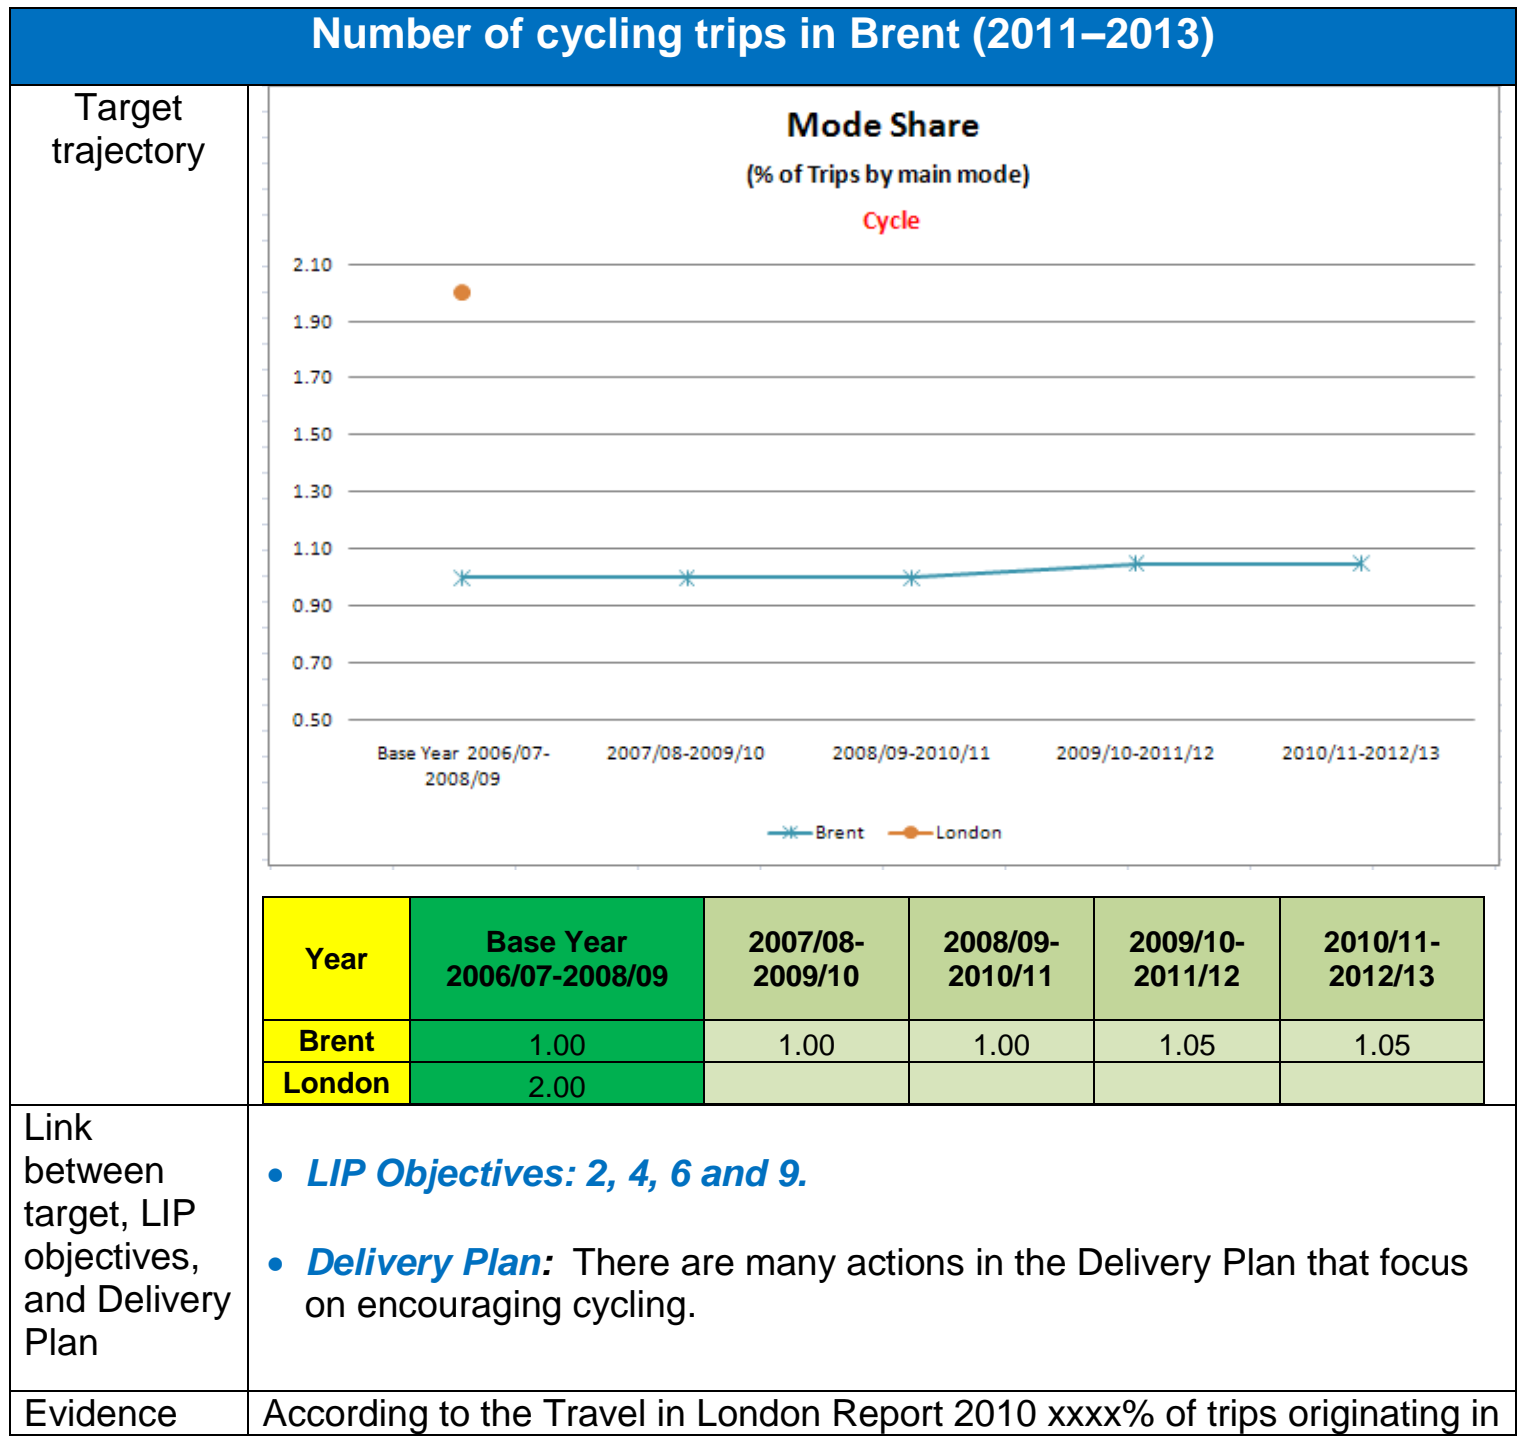 Number of cycling trips in Brent (2011–2013)
Target
trajectory
Mode Share
(% of Trips by main mode)
Cycle
2.10
1.90
1.70
1.50
1.30
1.10
0.90
0.70
0.50
Base Year 2006/07-
2008/09
2007/08-2009/10
2008/09-2010/11
2009/10-2011/12
2010/11-2012/13
Brent London
Year
Base Year
2006/07-2008/09
2007/08-
2009/10
2008/09-
2010/11
2009/10-
2011/12
2010/11-
2012/13
Brent 1.00 1.00 1.00 1.05 1.05
London 2.00
Link
between
target, LIP
objectives,
and Delivery
Plan
• LIP Objectives: 2, 4, 6 and 9.
• Delivery Plan: There are many actions in the Delivery Plan that focus
on encouraging cycling.
Evidence
According to the Travel in London Report 2010 xxxx% of trips originating in